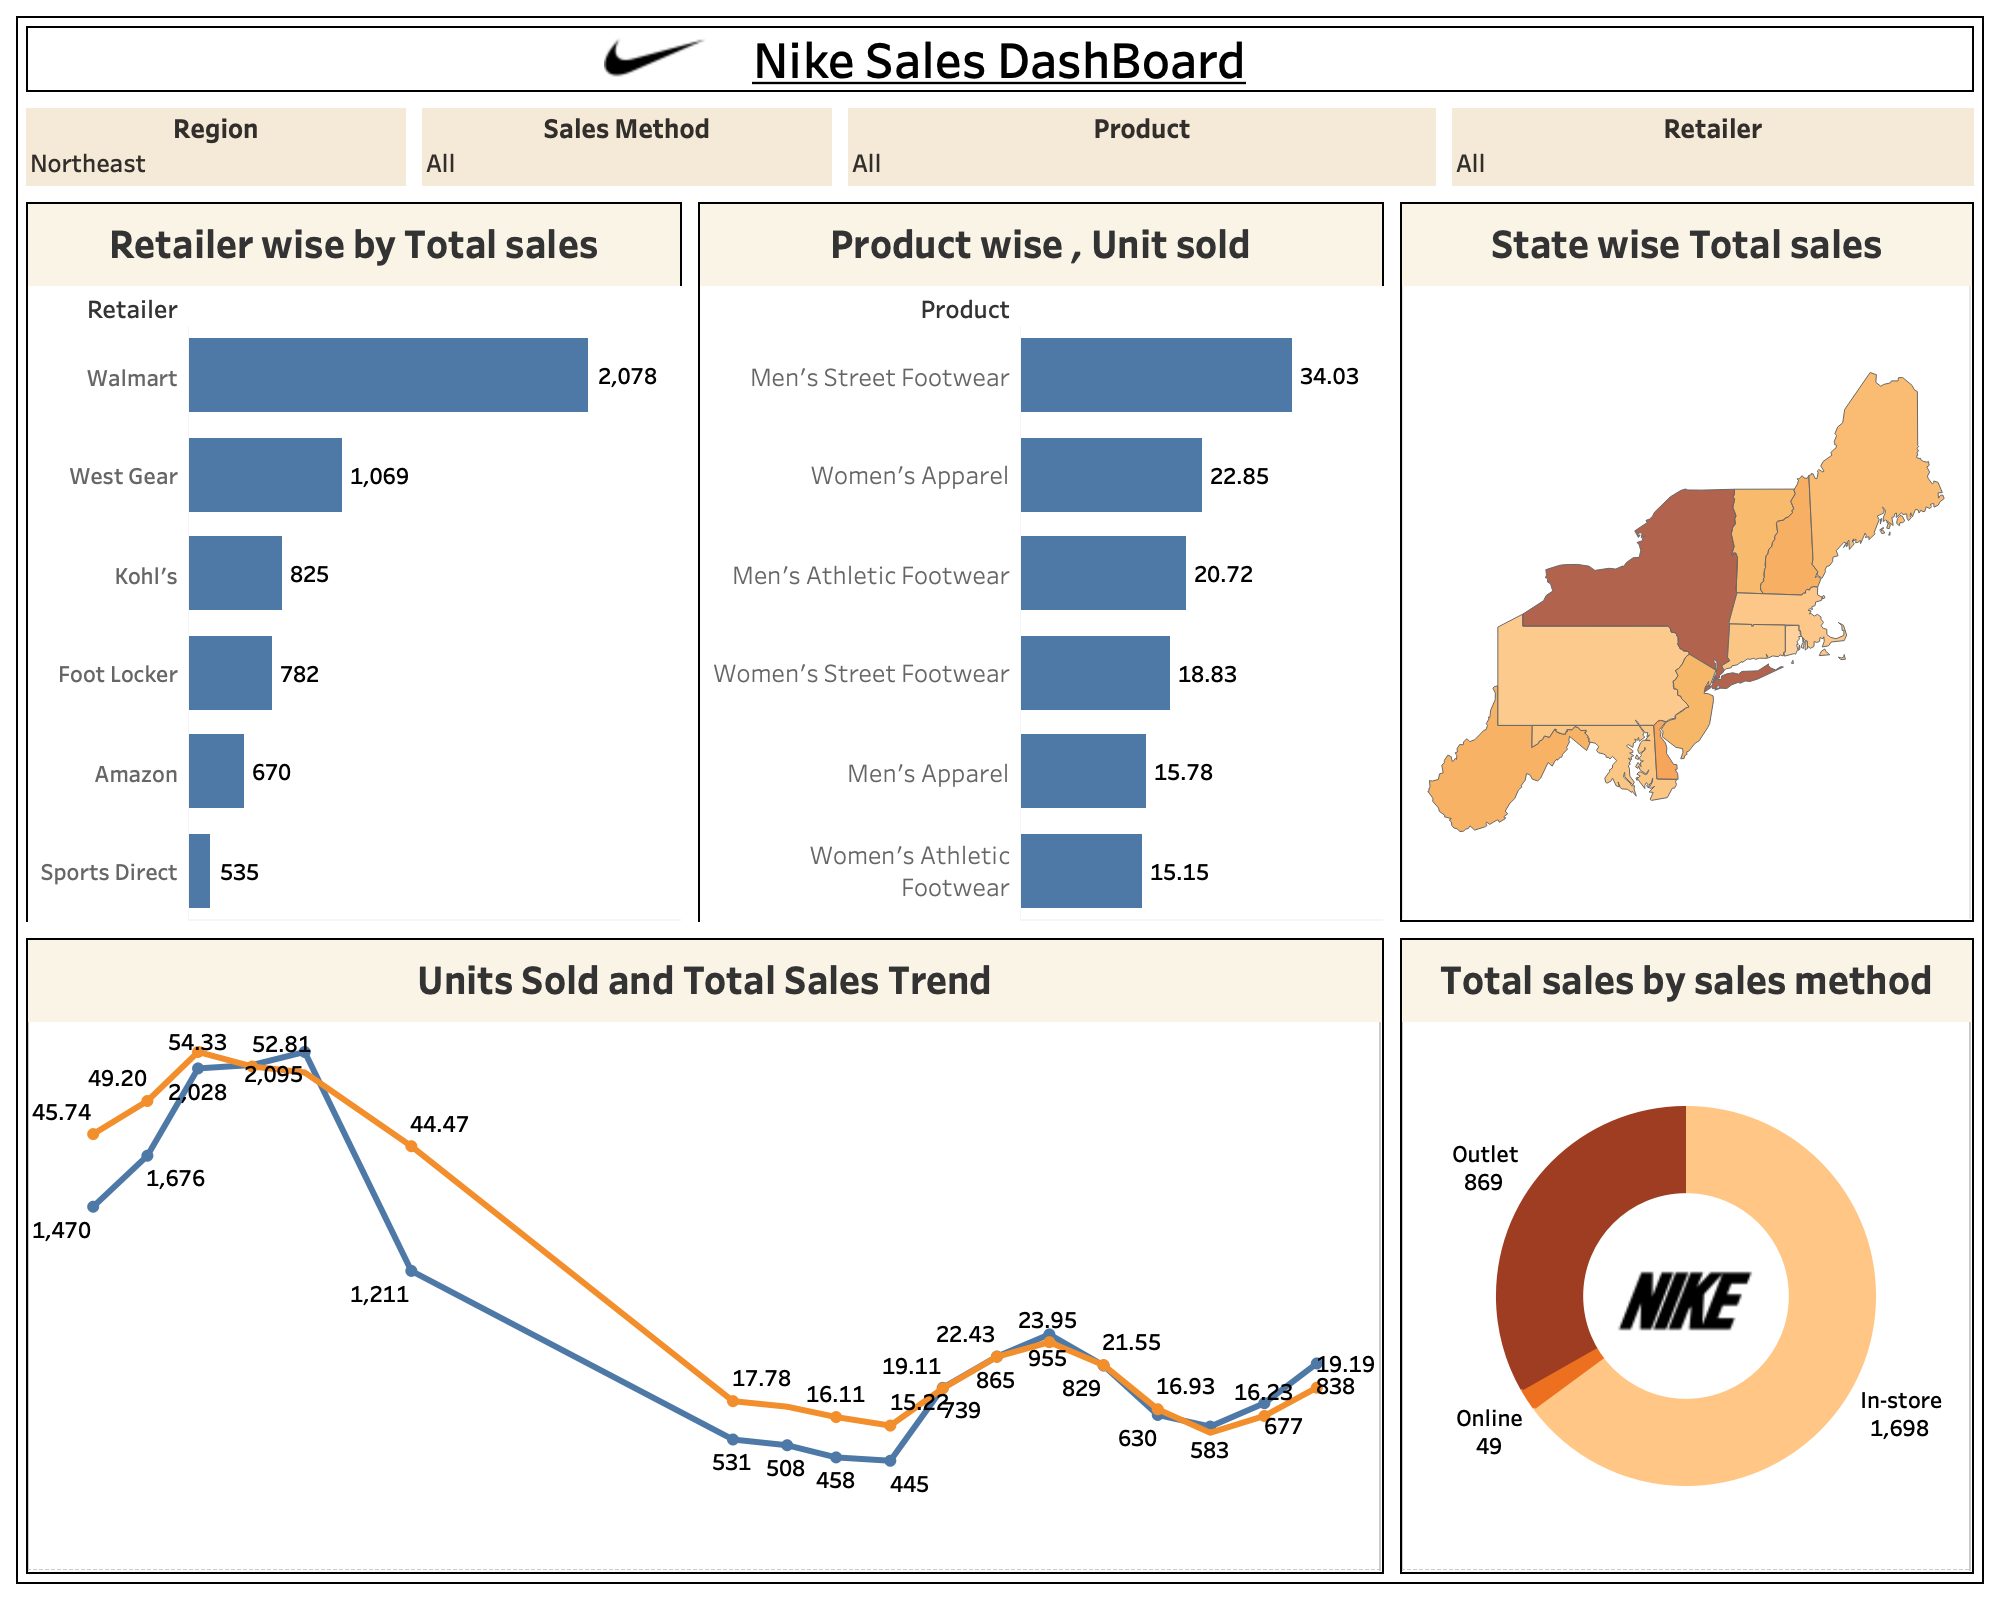 Nike Sales DashBoard
Region
Northeast
Sales Method
All
Product
All
Retailer
All
Retailer wise by Total sales
Retailer
Walmart
2,078
West Gear
1,069
Kohl's
825
Foot Locker
782
Amazon
670
Sports Direct
535
Product wise , Unit sold
Product
Men's Street Footwear
34.03
Women's Apparel
22.85
Men's Athletic Footwear
20.72
Women's Street Footwear
18.83
Men's Apparel
15.78
Women's Athletic
Footwear
15.15
State wise Total sales
Units Sold and Total Sales Trend
45.74
49.20
54.33
52.81
44.47
17.78
16.11
15.22
19.11
22.43
23.95
21.55
16.93
16.23
19.19
1,470
1,676
2,028
2,095
1,211
531
508
458
445
739
865
955
829
630
583
677
838
Total sales by sales method
Outlet
869
Online
49
In-store
1,698
NIKE